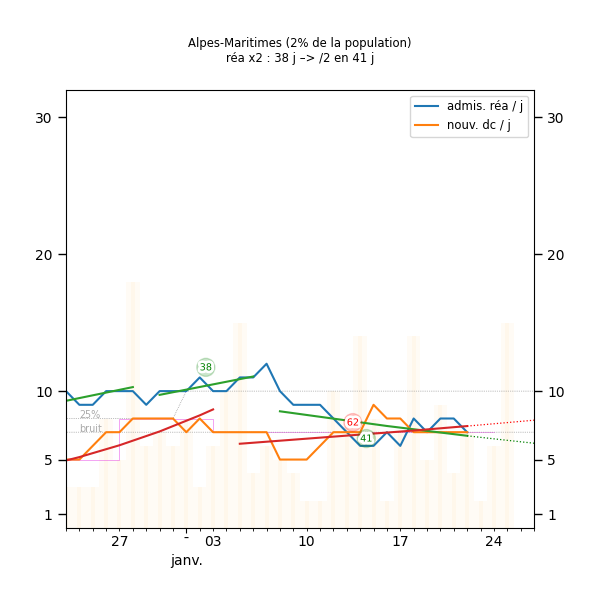 Alpes-Maritimes (2% de la population)
réa x2 : 38 j –> /2 en 41 j
admis. réa / j
nouv. dc / j
30 30
20 20
10 10
5 5
1 1
38
62
41
25%
bruit
27 - 03 10 17 24
janv.